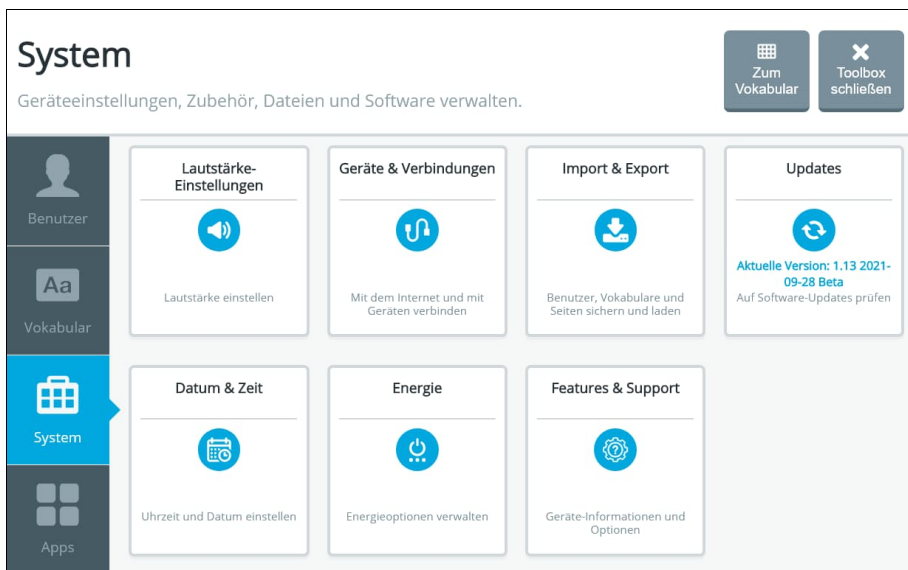 System
Geräteeinstellungen, Zubehör, Dateien und Software verwalten.
Zum
Vokabular
Toolbox
schließen
Benutzer
Aa
Vokabular
System
Apps
Lautstärke-
Einstellungen
Lautstärke einstellen
Geräte & Verbindungen
Mit dem Internet und mit
Geräten verbinden
Import & Export
Benutzer, Vokabulare und
Seiten sichern und laden
Updates
Aktuelle Version: 1.13 2021-
09-28 Beta
Auf Software-Updates prüfen
Datum & Zeit
Uhrzeit und Datum einstellen
Energie
Energieoptionen verwalten
Features & Support
Geräte-Informationen und
Optionen